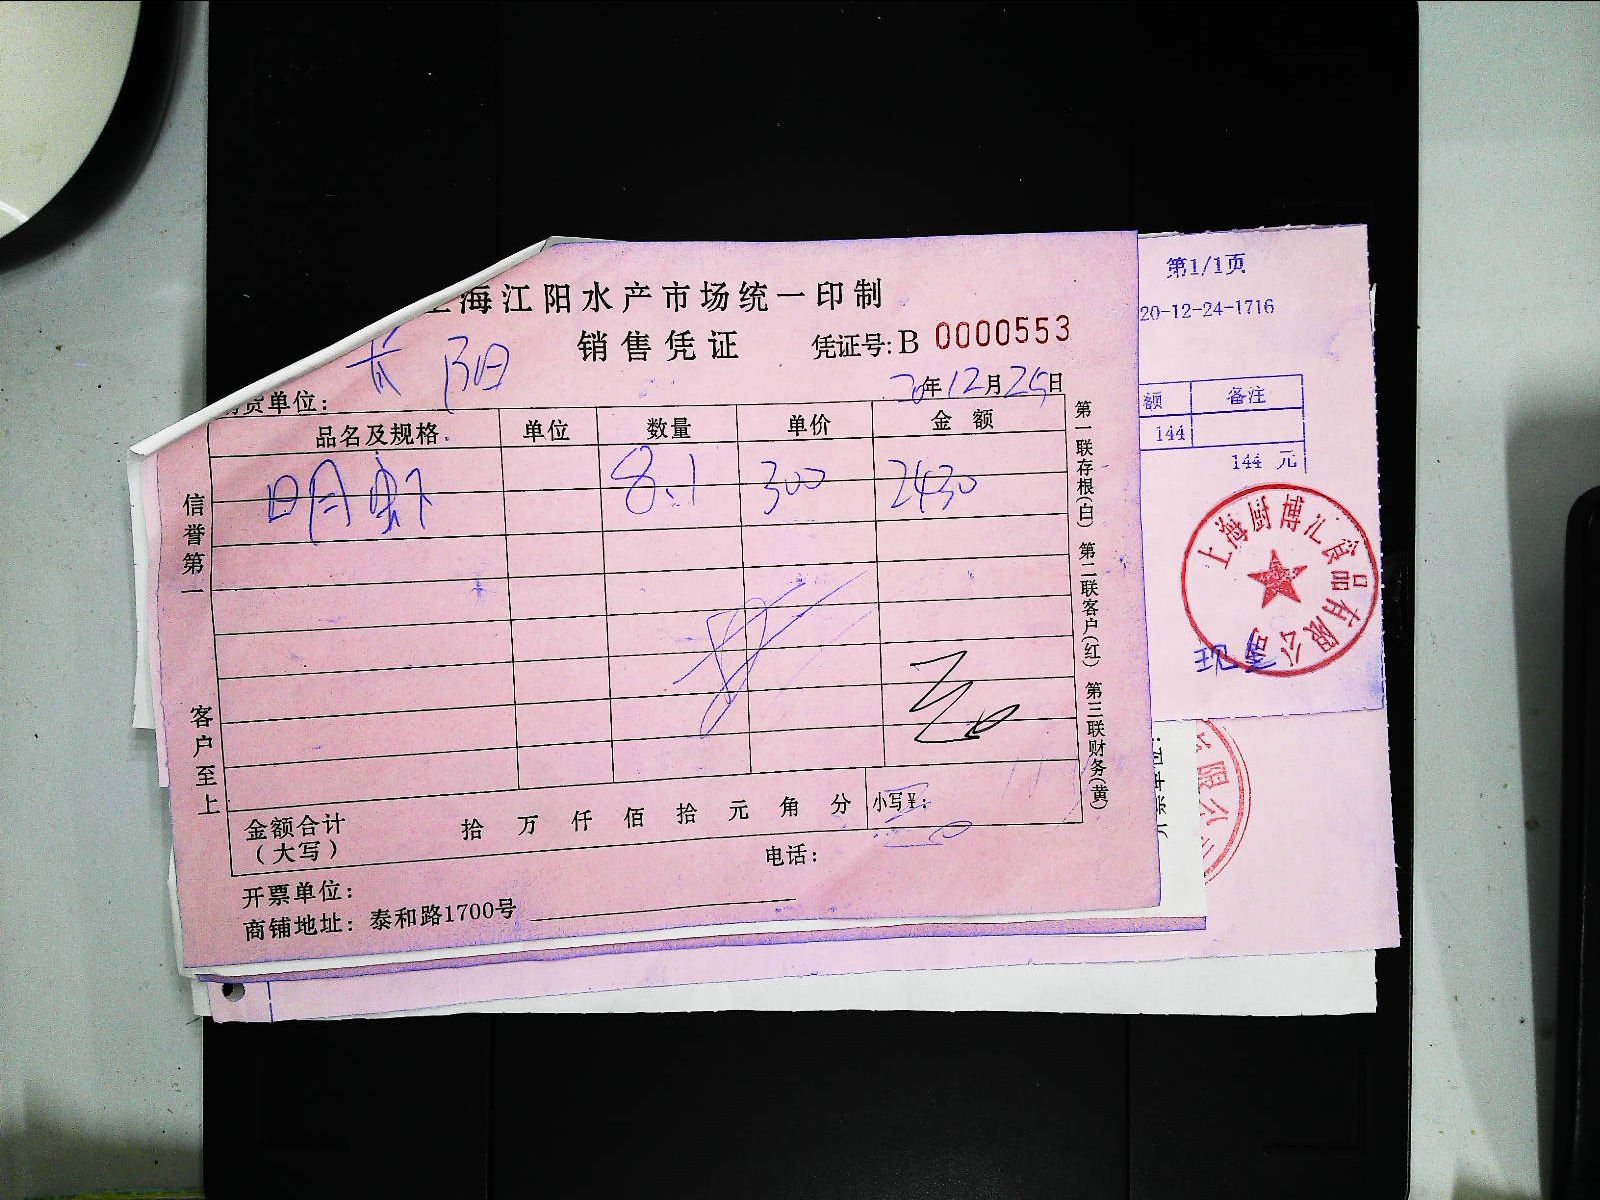 海江阳水产市场统一印制
销售凭证 凭证号: B 0000553
货单位: 阳
20年12月25日
品名及规格 单位 数量 单价 金额
明虾 8.1 300 2430
金额合计(大写) 拾 万 仟 佰 拾 元 角 分 小写¥:
开票单位: 电话:
商铺地址: 泰和路1700号
信誉第一
客户至上
第一联存根(白) 第二联客户(红) 第三联财务(黄)
第1/1页
20-12-24-1716
额 备注
144
144 元
上海厨博汇食品有限公司
限公